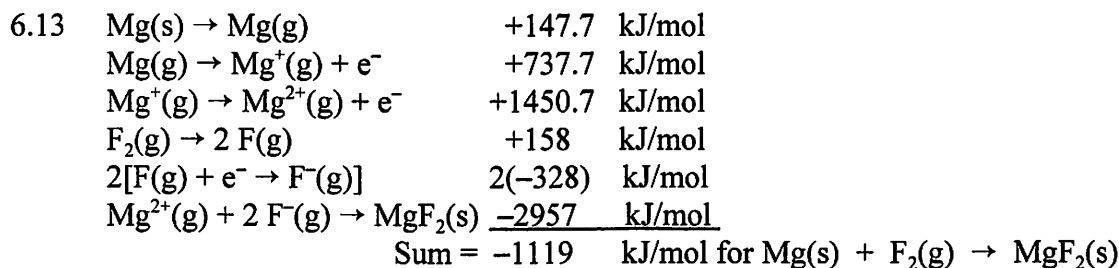 6.13 Mg(s) → Mg(g) +147.7 kJ/mol
Mg(g) → Mg⁺(g) + e⁻ +737.7 kJ/mol
Mg⁺(g) → Mg²⁺(g) + e⁻ +1450.7 kJ/mol
F₂(g) → 2 F(g) +158 kJ/mol
2[F(g) + e⁻ → F⁻(g)] 2(–328) kJ/mol
Mg²⁺(g) + 2 F⁻(g) → MgF₂(s) –2957 kJ/mol
Sum = –1119 kJ/mol for Mg(s) + F₂(g) → MgF₂(s)